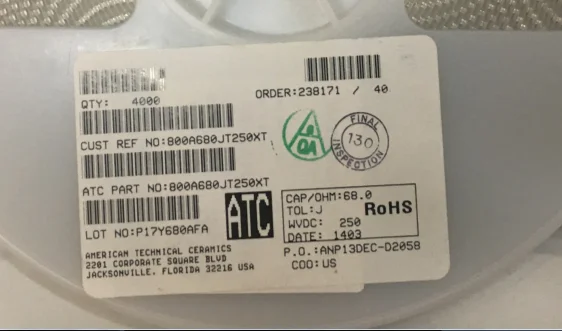 QTY: 4000
ORDER:238171 / 40
CUST REF NO:800A680JT250XT
ATC PART NO:800A680JT250XT
LOT NO:P17Y680AFA
ATC
AMERICAN TECHNICAL CERAMICS
2201 CORPORATE SQUARE BLVD
JACKSONVILLE, FLORIDA 32216 USA
FINAL
130
INSPECTION
CAP/OHM:68.0
TOL:J RoHS
WVDC: 250
DATE: 1403
P.O.:ANP13DEC-D2058
COO:US